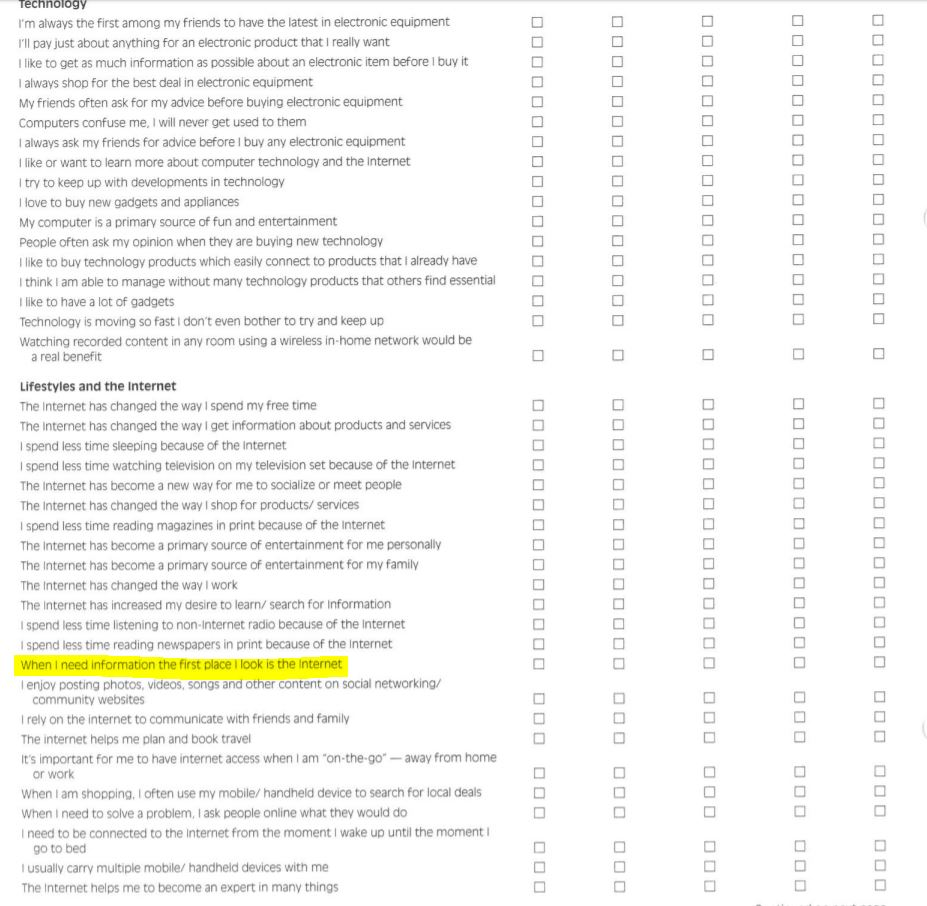 Technology
I'm always the first among my friends to have the latest in electronic equipment
I'll pay just about anything for an electronic product that I really want
I like to get as much information as possible about an electronic item before I buy it
I always shop for the best deal in electronic equipment
My friends often ask for my advice before buying electronic equipment
Computers confuse me, I will never get used to them
I always ask my friends for advice before I buy any electronic equipment
I like or want to learn more about computer technology and the Internet
I try to keep up with developments in technology
I love to buy new gadgets and appliances
My computer is a primary source of fun and entertainment
People often ask my opinion when they are buying new technology
I like to buy technology products which easily connect to products that I already have
I think I am able to manage without many technology products that others find essential
I like to have a lot of gadgets
Technology is moving so fast I don't even bother to try and keep up
Watching recorded content in any room using a wireless in-home network would be
a real benefit
Lifestyles and the Internet
The Internet has changed the way I spend my free time
The Internet has changed the way I get information about products and services
I spend less time sleeping because of the Internet
I spend less time watching television on my television set because of the Internet
The Internet has become a new way for me to socialize or meet people
The Internet has changed the way I shop for products/ services
I spend less time reading magazines in print because of the Internet
The Internet has become a primary source of entertainment for me personally
The Internet has become a primary source of entertainment for my family
The Internet has changed the way I work
The Internet has increased my desire to learn/ search for Information
I spend less time listening to non-Internet radio because of the Internet
I spend less time reading newspapers in print because of the Internet
When I need information the first place I look is the Internet
I enjoy posting photos, videos, songs and other content on social networking/
community websites
I rely on the internet to communicate with friends and family
The internet helps me plan and book travel
It's important for me to have internet access when I am "on-the-go" — away from home
or work
When I am shopping, I often use my mobile/ handheld device to search for local deals
When I need to solve a problem, I ask people online what they would do
I need to be connected to the Internet from the moment I wake up until the moment I
go to bed
I usually carry multiple mobile/ handheld devices with me
The Internet helps me to become an expert in many things